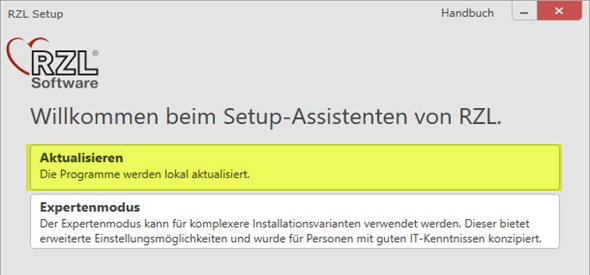 RZL Setup
Handbuch
RZL®
Software
Willkommen beim Setup-Assistenten von RZL.
Aktualisieren
Die Programme werden lokal aktualisiert.
Expertenmodus
Der Expertenmodus kann für komplexere Installationsvarianten verwendet werden. Dieser bietet
erweiterte Einstellungsmöglichkeiten und wurde für Personen mit guten IT-Kenntnissen konzipiert.